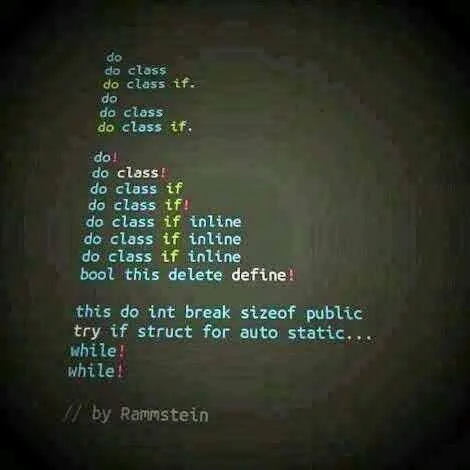 do
do class
do class if.
do
do class
do class if.
do!
do class!
do class if
do class if!
do class if inline
do class if inline
do class if inline
bool this delete define!
this do int break sizeof public
try if struct for auto static...
while!
while!
// by Rammstein